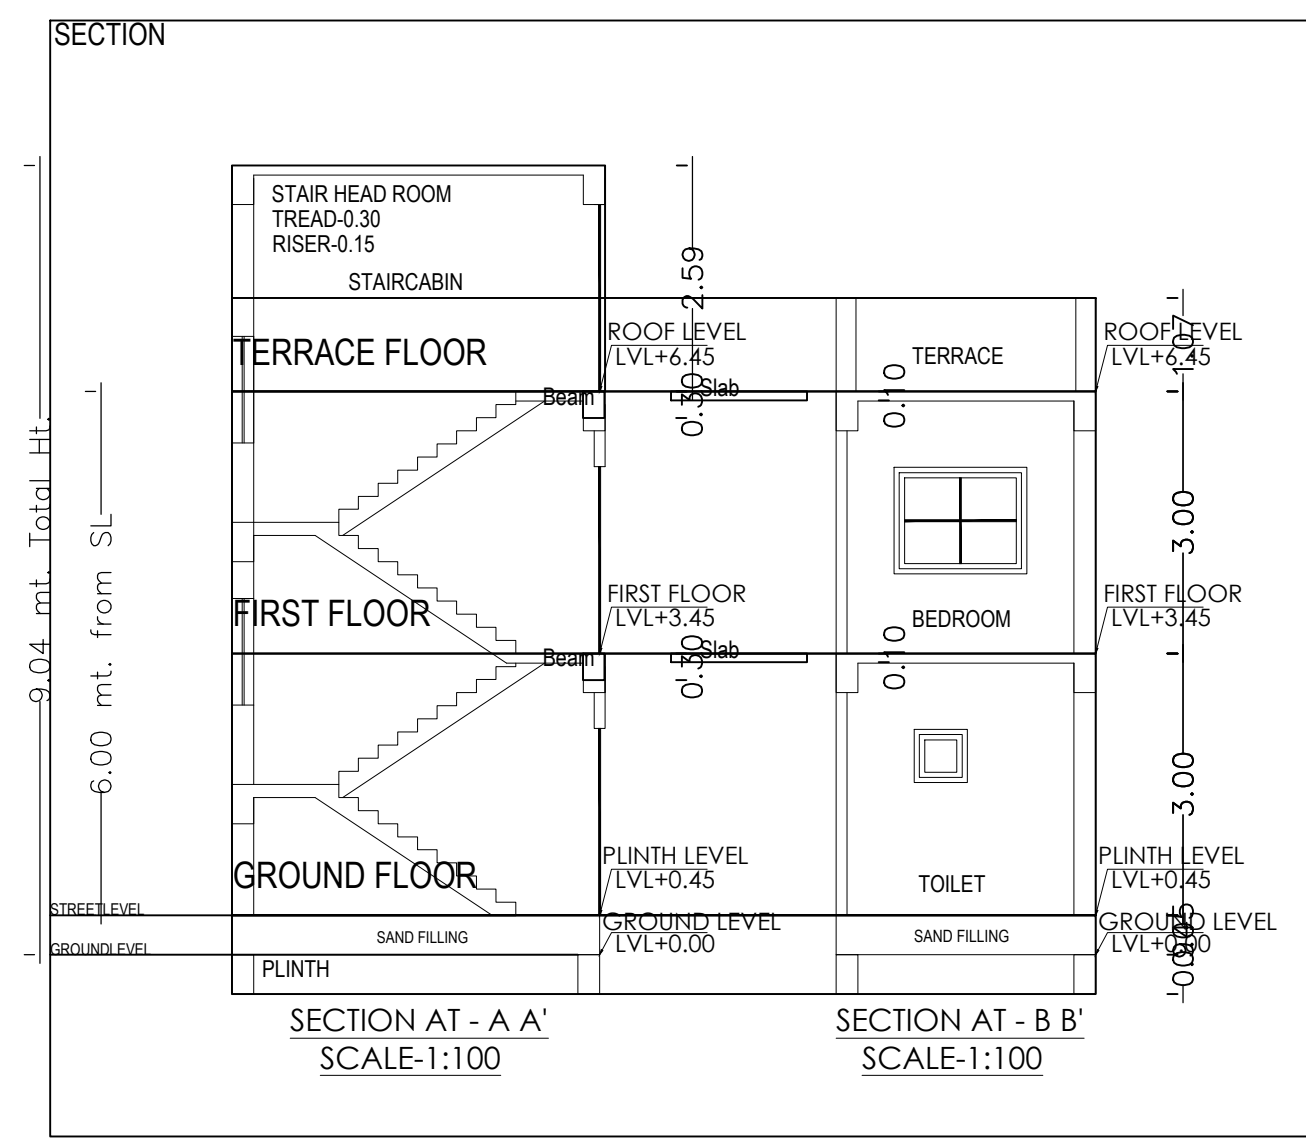 SECTION
STAIR HEAD ROOM
TREAD-0.30
RISER-0.15
STAIRCABIN
2.59
1.07
TERRACE FLOOR
ROOF LEVEL
LVL+6.45
TERRACE
ROOF LEVEL
LVL+6.45
Beam
0.30
Slab
0.10
9.04 mt. Total Ht.
6.00 mt. from SL
3.00
FIRST FLOOR
FIRST FLOOR
LVL+3.45
BEDROOM
FIRST FLOOR
LVL+3.45
Beam
0.30
Slab
0.10
3.00
GROUND FLOOR
PLINTH LEVEL
LVL+0.45
TOILET
PLINTH LEVEL
LVL+0.45
STREETLEVEL
SAND FILLING
GROUND LEVEL
LVL+0.00
SAND FILLING
GROUND LEVEL
GROUNDLEVEL
PLINTH
SECTION AT - A A'
SCALE-1:100
SECTION AT - B B'
SCALE-1:100